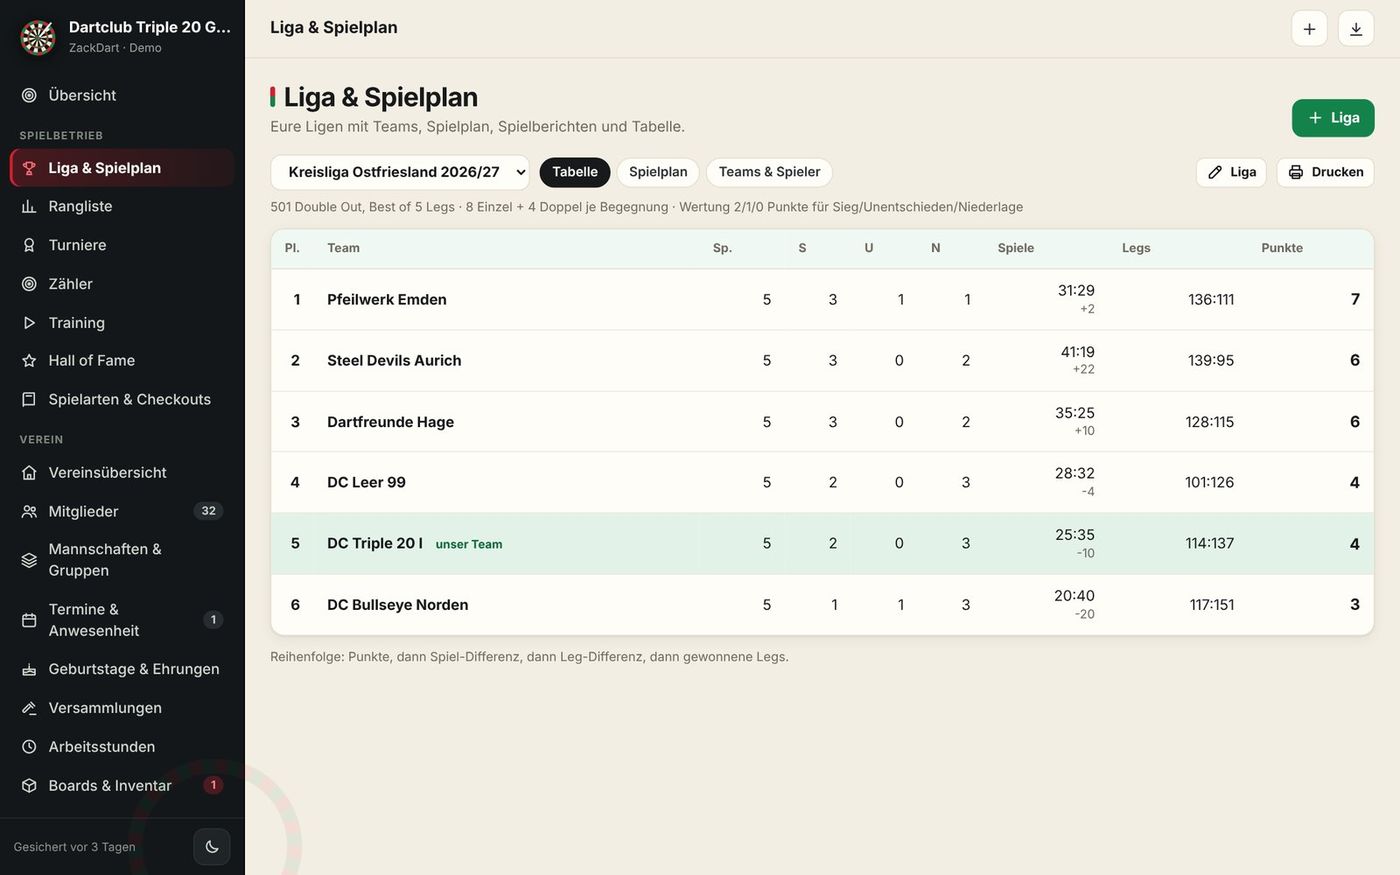 Dartclub Triple 20 G...
ZackDart · Demo
Übersicht
SPIELBETRIEB
Liga & Spielplan
Rangliste
Turniere
Zähler
Training
Hall of Fame
Spielarten & Checkouts
VEREIN
Vereinsübersicht
Mitglieder 32
Mannschaften &
Gruppen
Termine &
Anwesenheit 1
Geburtstage & Ehrungen
Versammlungen
Arbeitsstunden
Boards & Inventar 1
Gesichert vor 3 Tagen
Liga & Spielplan
Liga & Spielplan
Eure Ligen mit Teams, Spielplan, Spielberichten und Tabelle.
+ Liga
Kreisliga Ostfriesland 2026/27 Tabelle Spielplan Teams & Spieler Liga Drucken
501 Double Out, Best of 5 Legs · 8 Einzel + 4 Doppel je Begegnung · Wertung 2/1/0 Punkte für Sieg/Unentschieden/Niederlage
Pl. Team Sp. S U N Spiele Legs Punkte
1 Pfeilwerk Emden 5 3 1 1 31:29 136:111 7
+2
2 Steel Devils Aurich 5 3 0 2 41:19 139:95 6
+22
3 Dartfreunde Hage 5 3 0 2 35:25 128:115 6
+10
4 DC Leer 99 5 2 0 3 28:32 101:126 4
-4
5 DC Triple 20 I unser Team 5 2 0 3 25:35 114:137 4
-10
6 DC Bullseye Norden 5 1 1 3 20:40 117:151 3
-20
Reihenfolge: Punkte, dann Spiel-Differenz, dann Leg-Differenz, dann gewonnene Legs.